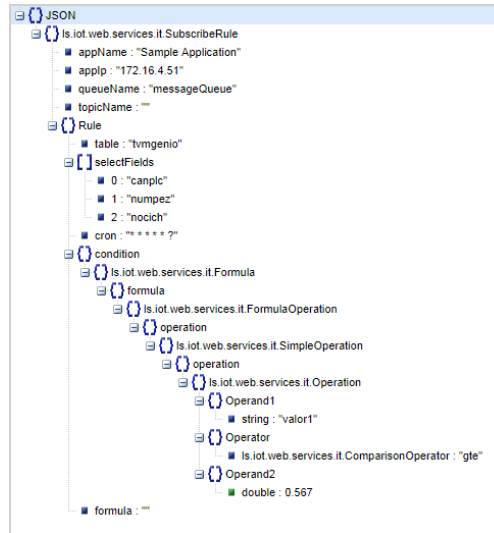 JSON
ls.iot.web.services.it.SubscribeRule
appName : "Sample Application"
appIp : "172.16.4.51"
queueName : "messageQueue"
topicName : ""
Rule
table : "tvmgenio"
selectFields
0 : "canplc"
1 : "numpez"
2 : "nocich"
cron : "* * * * * ?"
condition
ls.iot.web.services.it.Formula
formula
ls.iot.web.services.it.FormulaOperation
operation
ls.iot.web.services.it.SimpleOperation
operation
ls.iot.web.services.it.Operation
Operand1
string : "valor1"
Operator
ls.iot.web.services.it.ComparisonOperator : "gte"
Operand2
double : 0.567
formula : ""